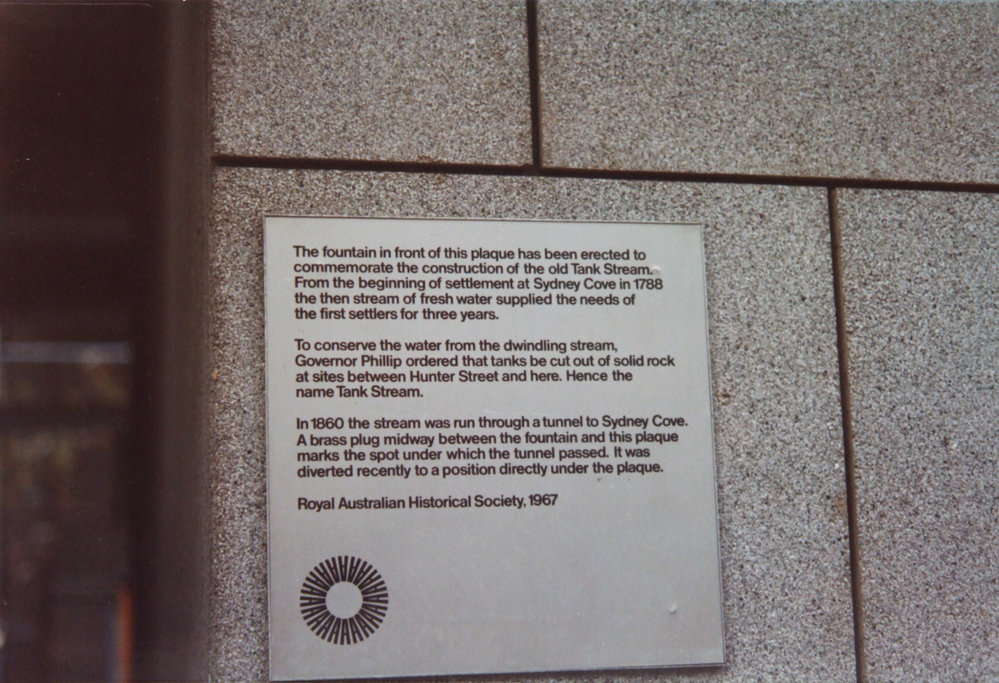 The fountain in front of this plaque has been erected to
commemorate the construction of the old Tank Stream.
From the beginning of settlement at Sydney Cove in 1788
the then stream of fresh water supplied the needs of
the first settlers for three years.
To conserve the water from the dwindling stream,
Governor Phillip ordered that tanks be cut out of solid rock
at sites between Hunter Street and here. Hence the
name Tank Stream.
In 1860 the stream was run through a tunnel to Sydney Cove.
A brass plug midway between the fountain and this plaque
marks the spot under which the tunnel passed. It was
diverted recently to a position directly under the plaque.
Royal Australian Historical Society, 1967